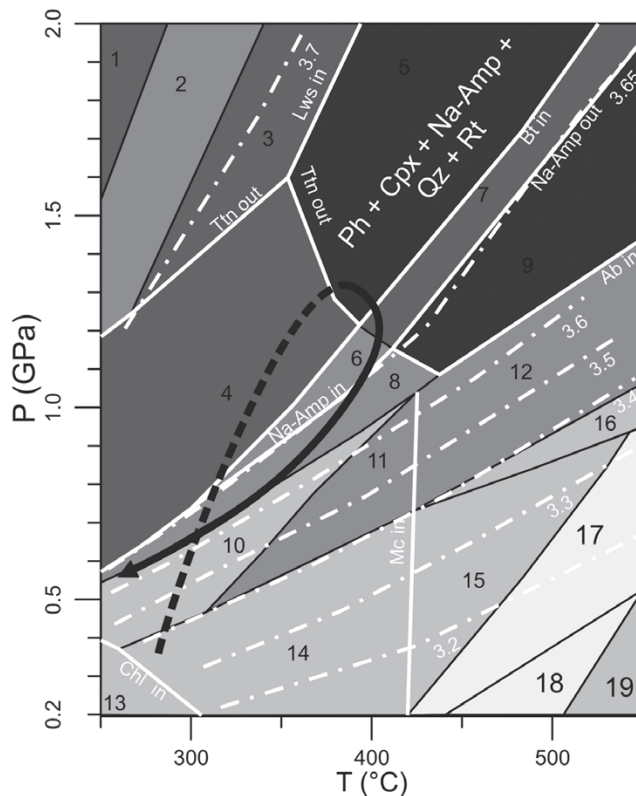 2.0
1
2
3
3.7
Lws in
5
Ph + Cpx + Na-Amp +
Qz + Rt
Bt in
3.65
Na-Amp out
7
9
1.5
Ttn out
Ttn out
Ab in
P (GPa)
4
6
8
3.6
12
3.5
1.0
Na-Amp in
3.4
16
11
Mc in
3.3
10
17
0.5
15
14
3.2
Chl in
13
18
19
0.2
300
400
500
T (°C)